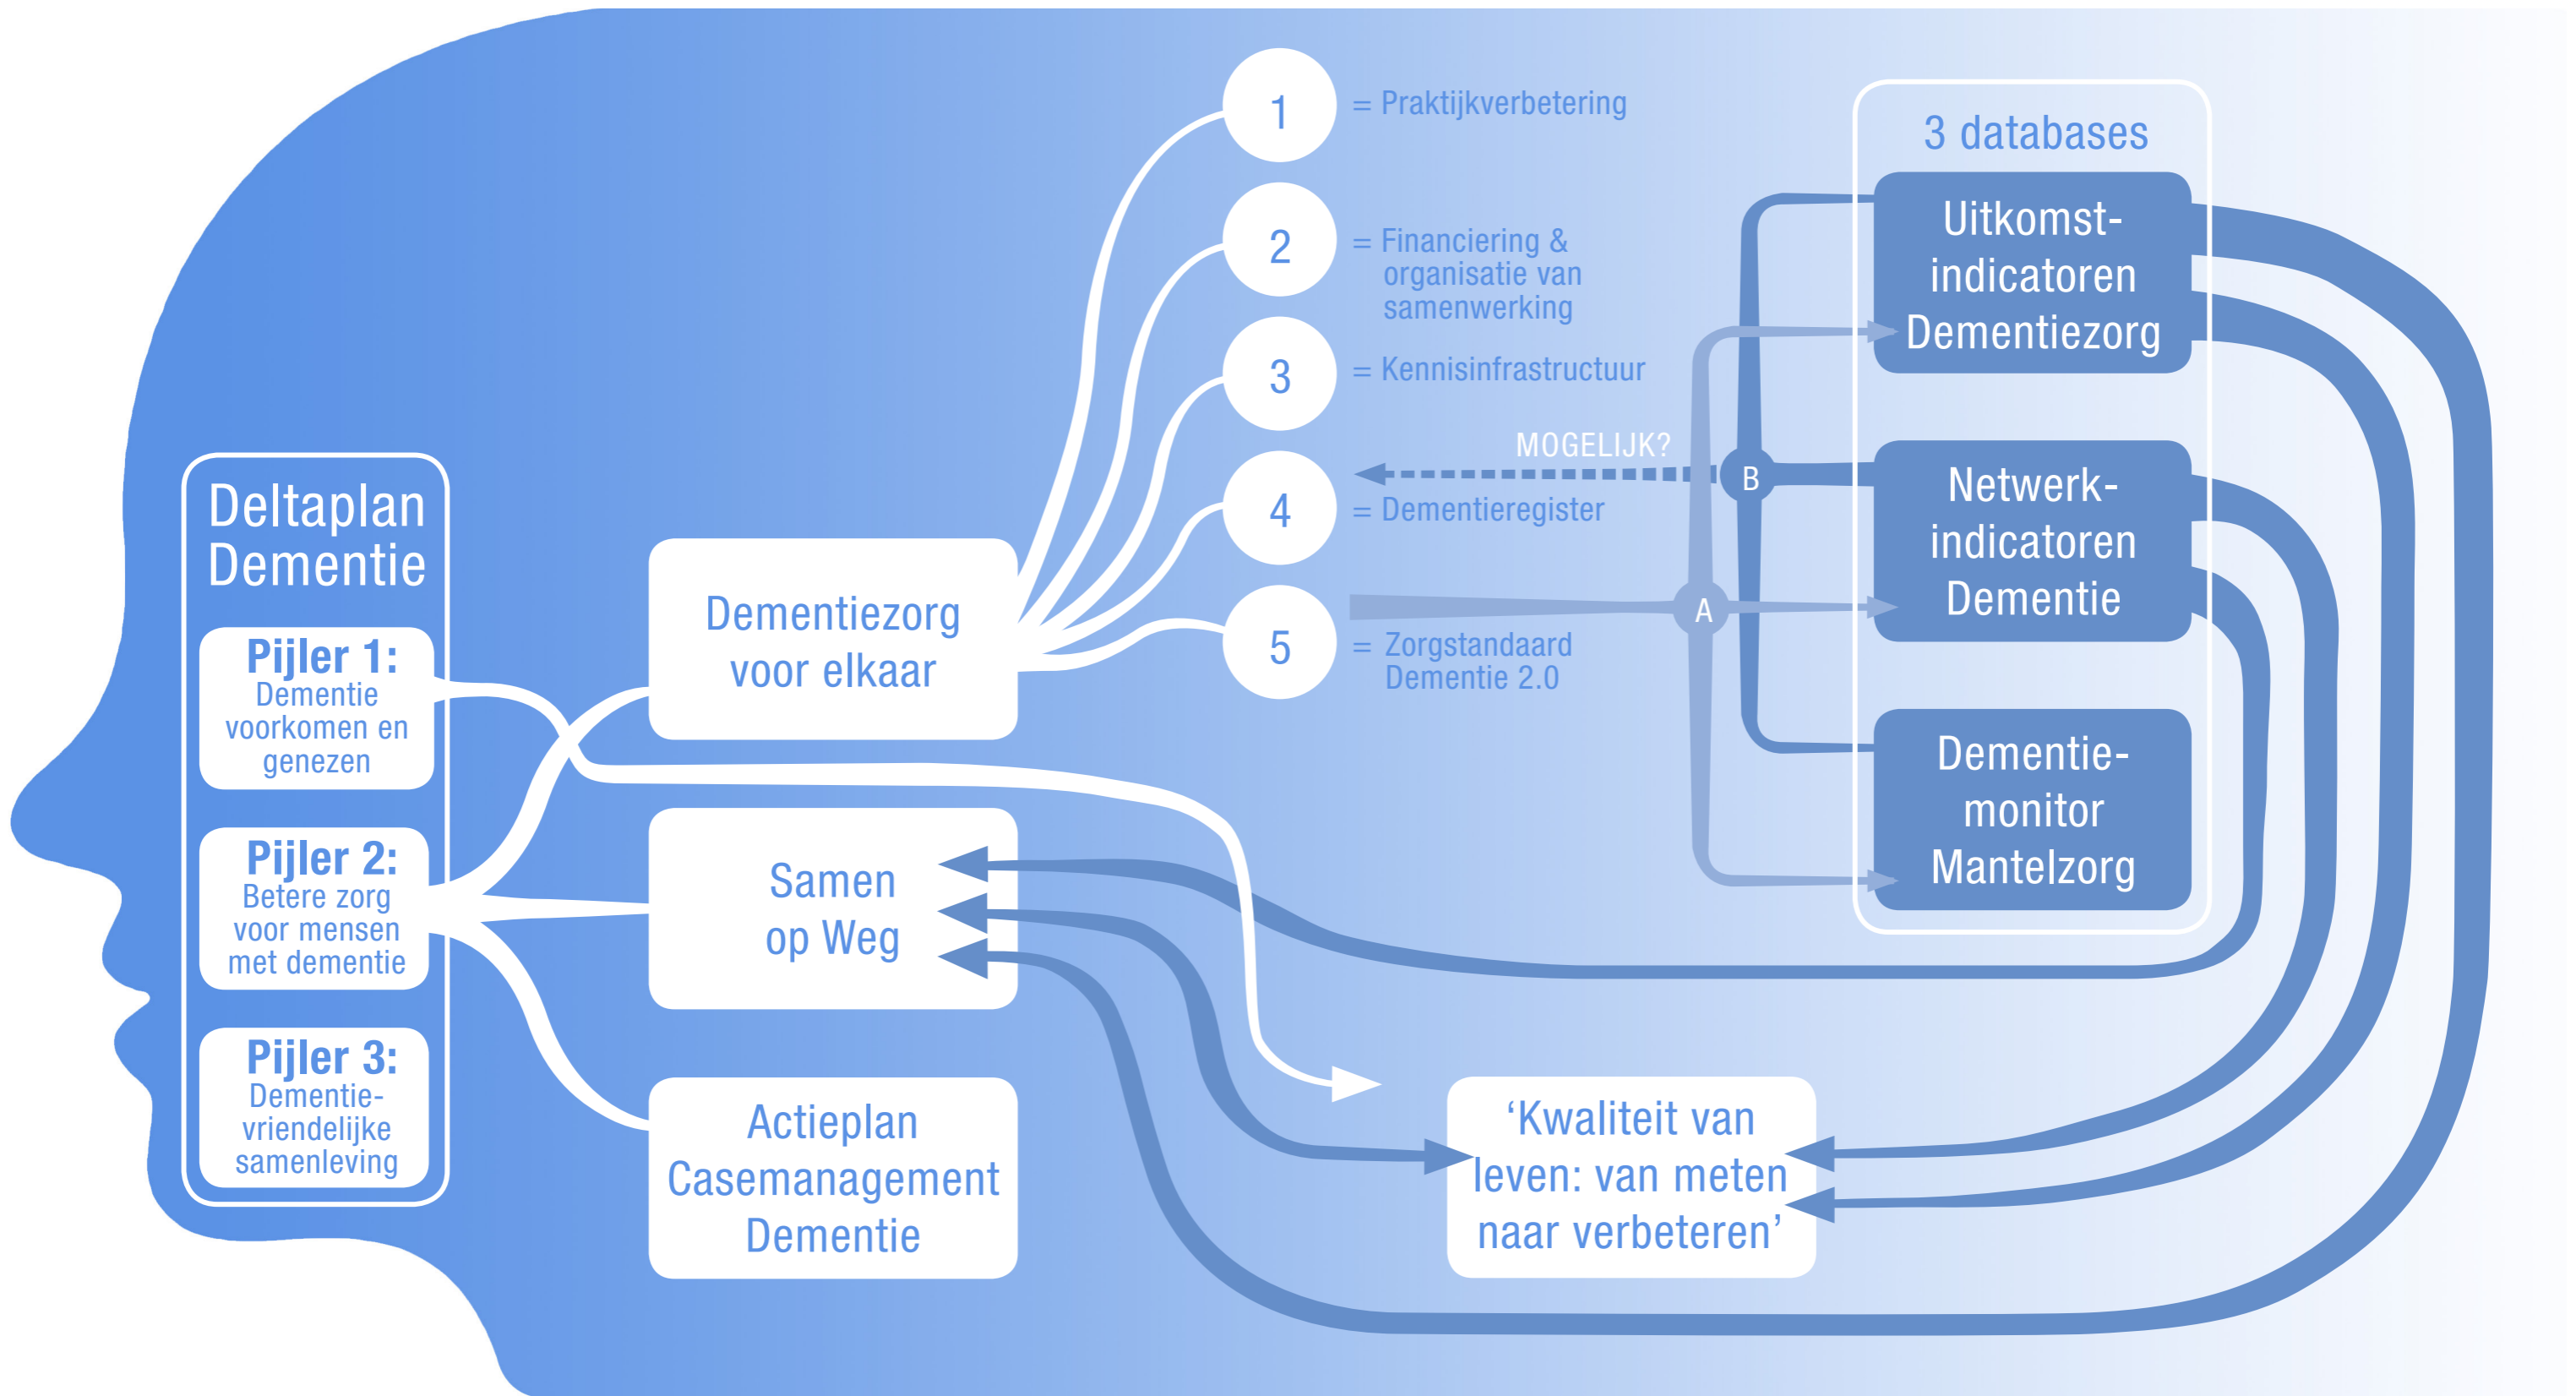 Deltaplan
Dementie
Pijler 1:
Dementie
voorkomen en
genezen
Pijler 2:
Betere zorg
voor mensen
met dementie
Pijler 3:
Dementie-
vriendelijke
samenleving
Dementiezorg
voor elkaar
Samen
op Weg
Actieplan
Casemanagement
Dementie
1
= Praktijkverbetering
2
= Financiering &
organisatie van
samenwerking
3
= Kennisinfrastructuur
MOGELIJK?
4
= Dementieregister
5
= Zorgstandaard
Dementie 2.0
A
B
3 databases
Uitkomst-
indicatoren
Dementiezorg
Netwerk-
indicatoren
Dementie
Dementie-
monitor
Mantelzorg
‘Kwaliteit van
leven: van meten
naar verbeteren’